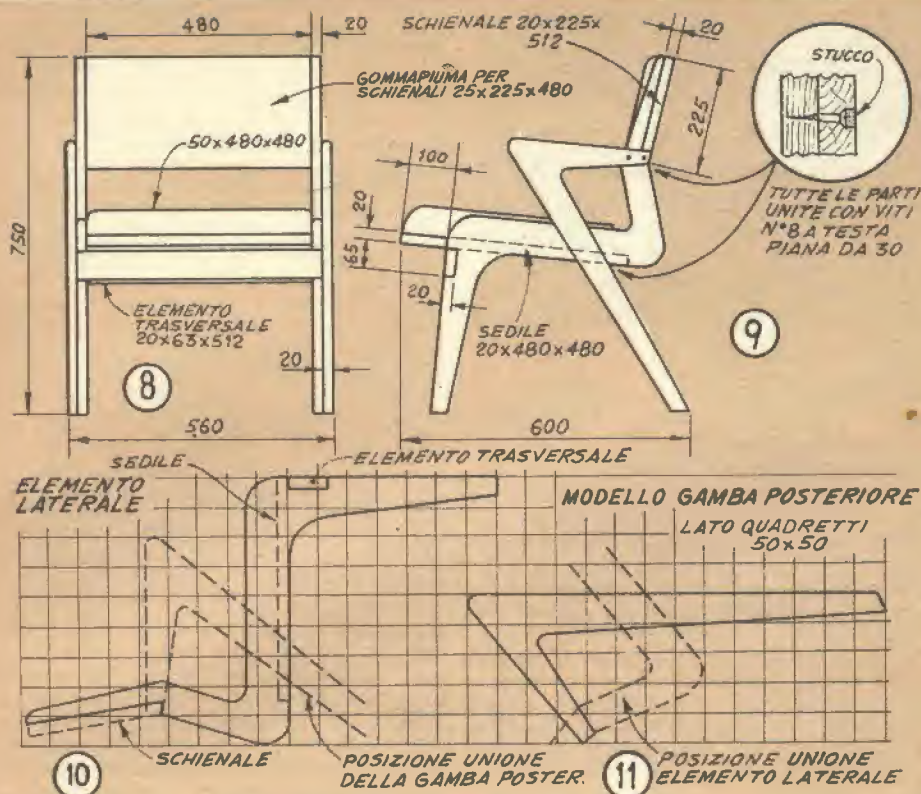 480
20
GOMMAPIUMA PER
SCHIENALI 25x225x480
50x480x480
750
ELEMENTO
TRASVERSALE
20x63x512
20
8
560
SCHIENALE 20x225x
512
20
225
100
20
65
20
SEDILE
20x480x480
600
STUCCO
TUTTE LE PARTI
UNITE CON VITI
N°8 A TESTA
PIANA DA 30
9
ELEMENTO
LATERALE
SEDILE
ELEMENTO TRASVERSALE
SCHIENALE
POSIZIONE UNIONE
DELLA GAMBA POSTER.
10
MODELLO GAMBA POSTERIORE
LATO QUADRETTI
50x50
11
POSIZIONE UNIONE
ELEMENTO LATERALE